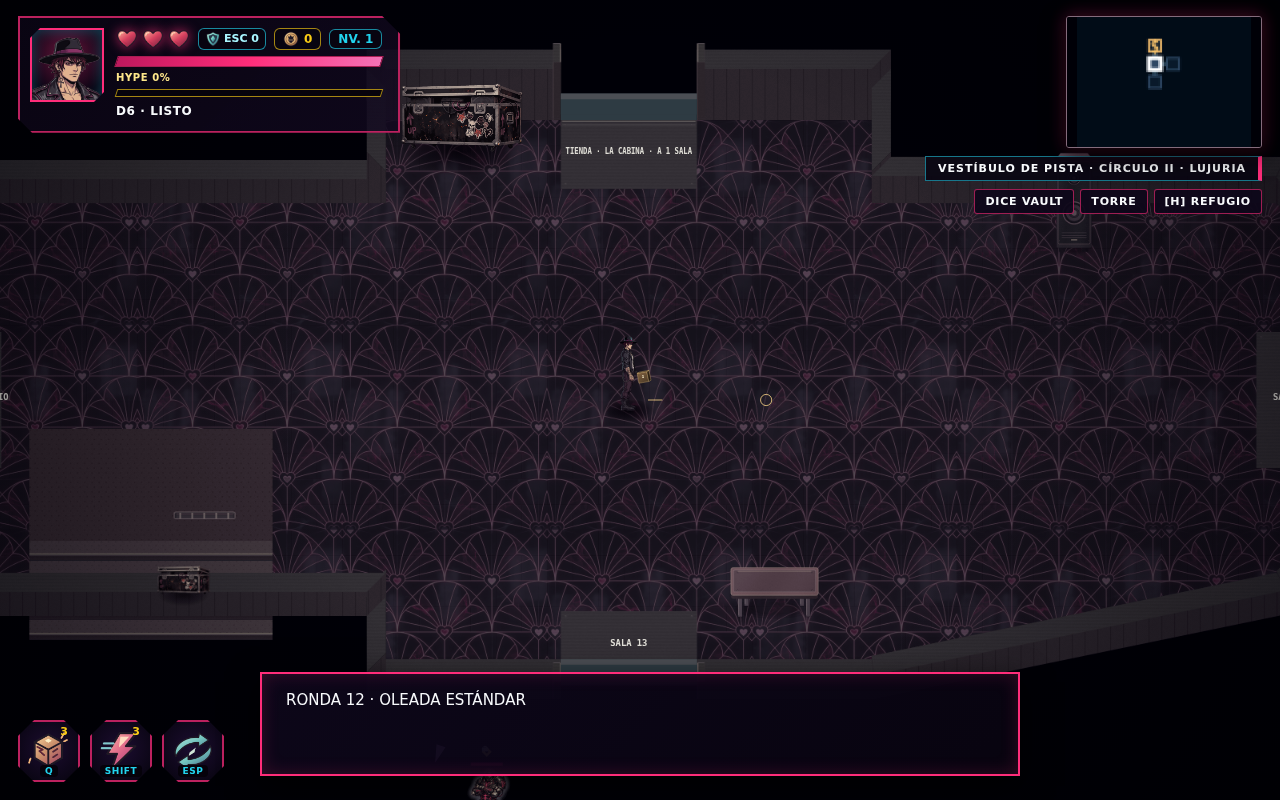 ESC 0
0
NV. 1
HYPE 0%
D6 · LISTO
TIENDA · LA CABINA · A 1 SALA
VESTÍBULO DE PISTA · CÍRCULO II · LUJURIA
DICE VAULT
TORRE
[H] REFUGIO
SALA 13
RONDA 12 · OLEADA ESTÁNDAR
3
Q
3
SHIFT
ESP